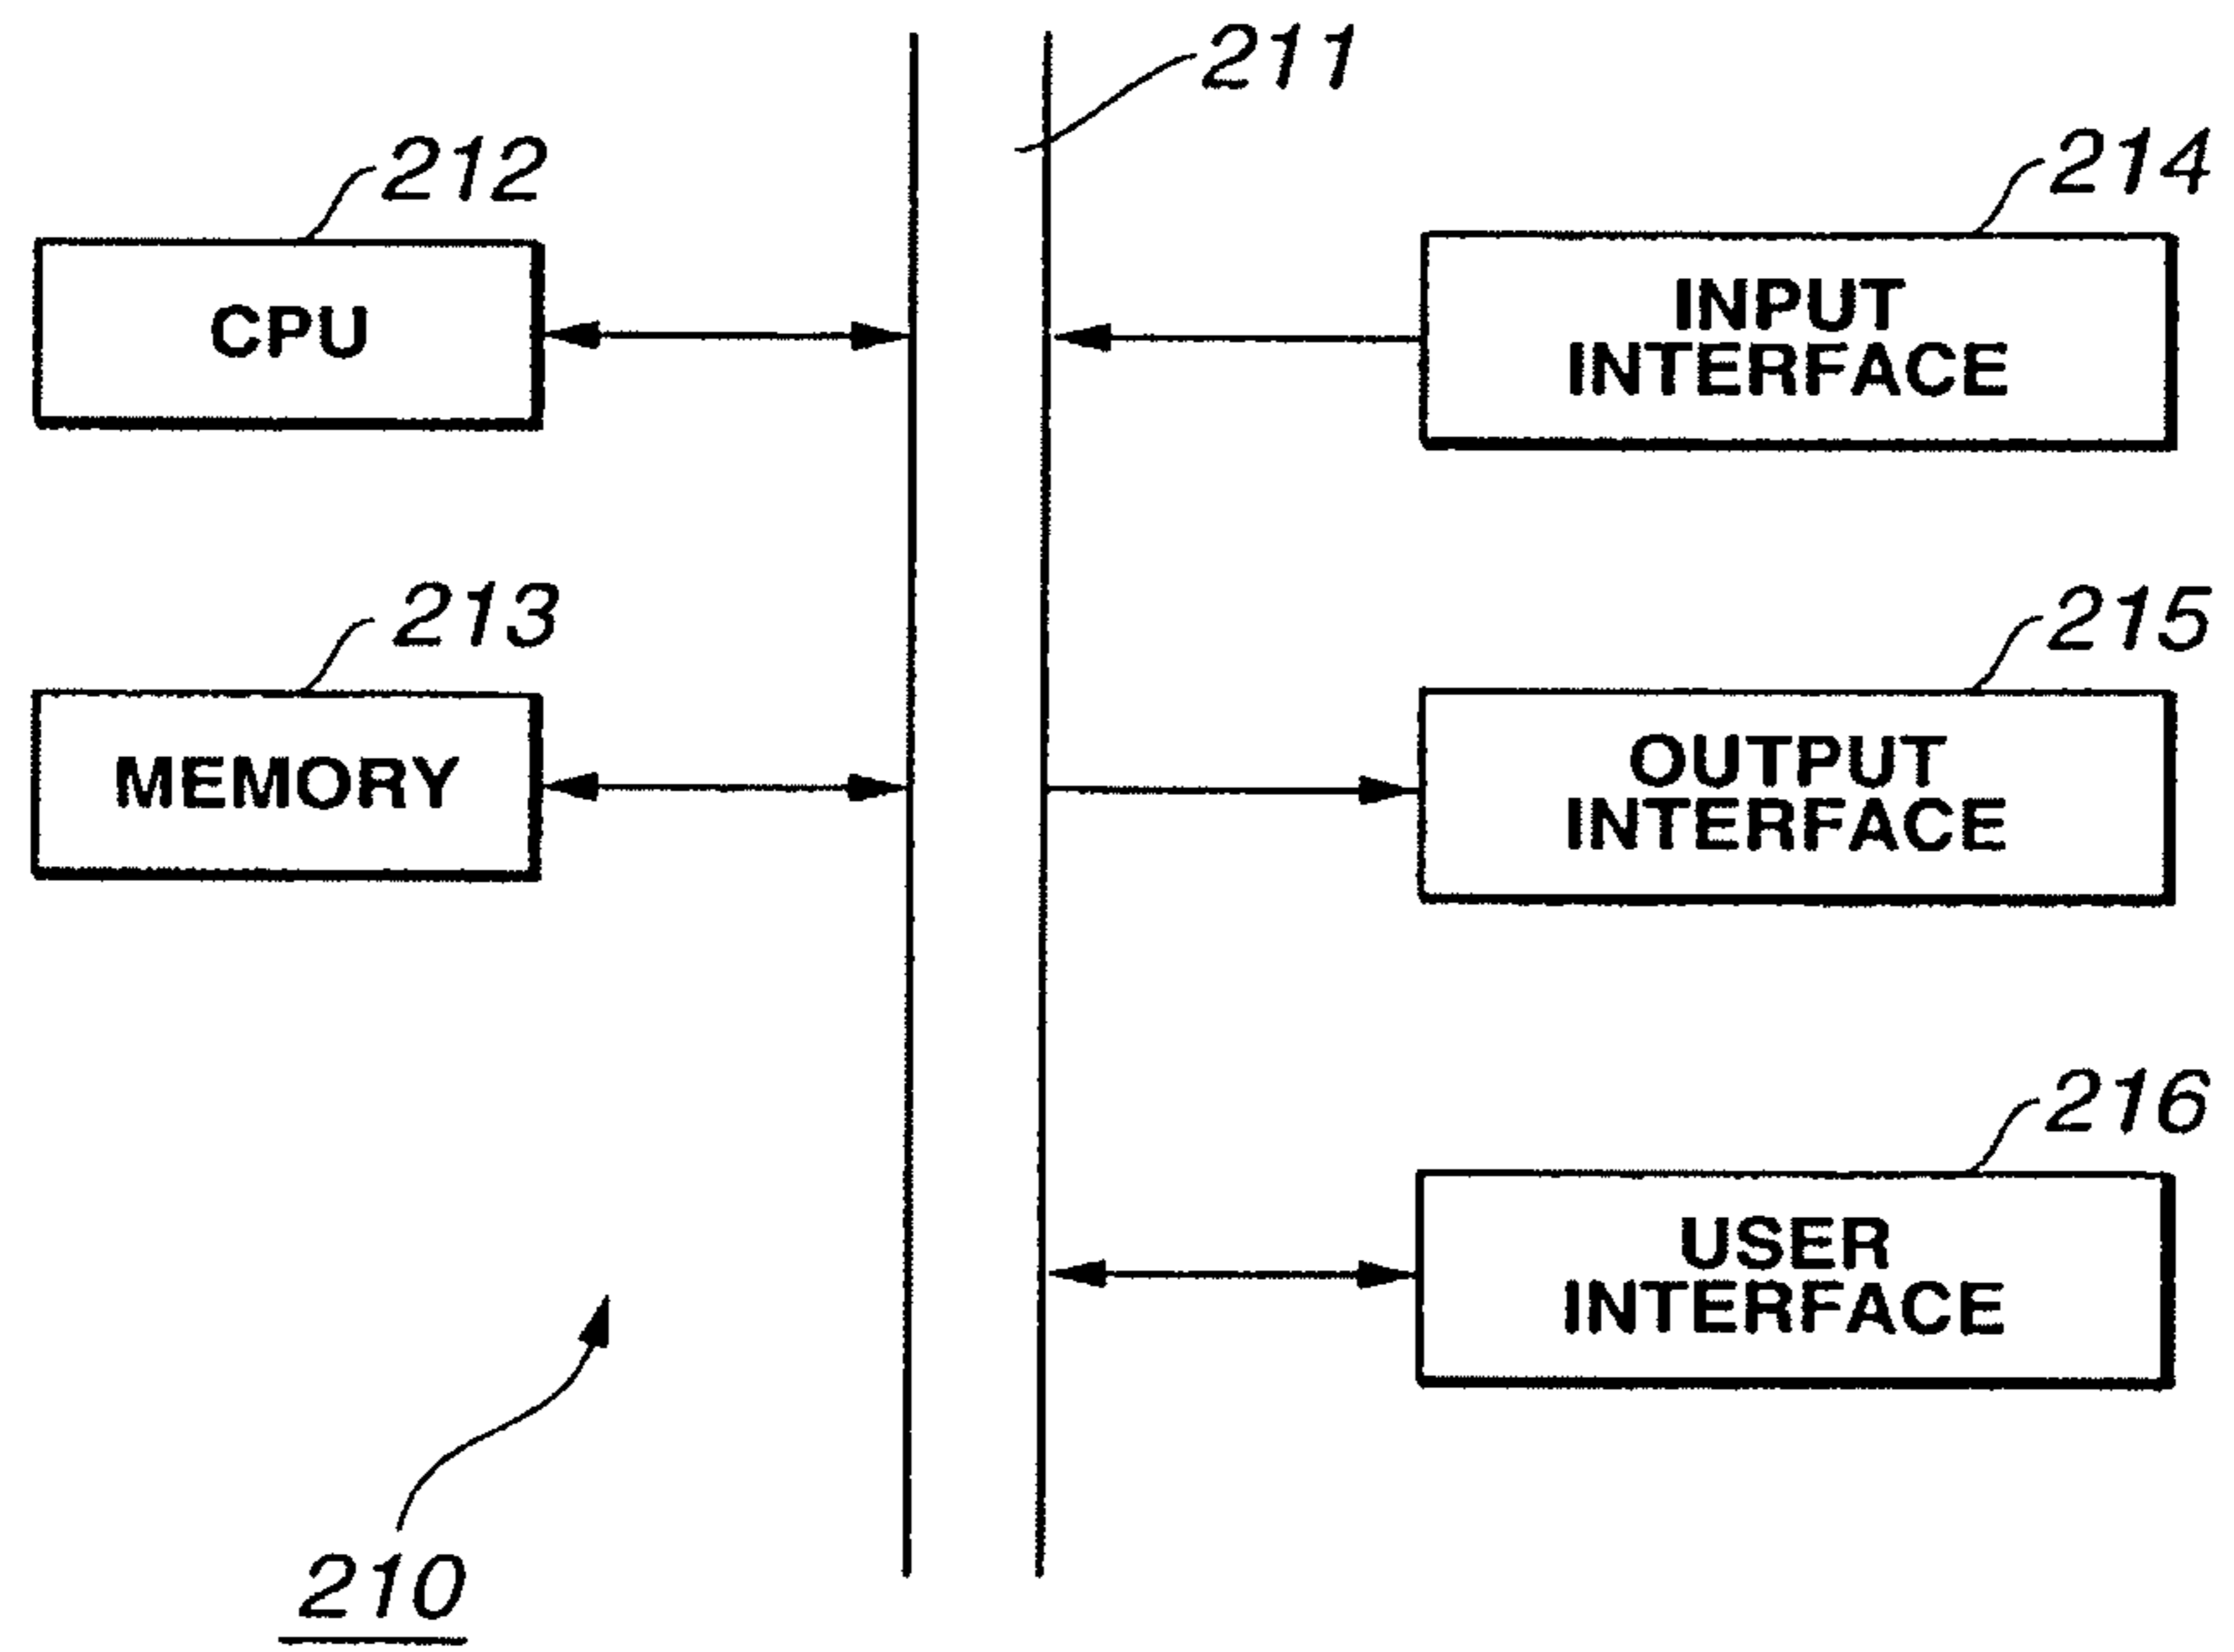 211
212
CPU
214
INPUT
INTERFACE
213
MEMORY
215
OUTPUT
INTERFACE
216
USER
INTERFACE
210